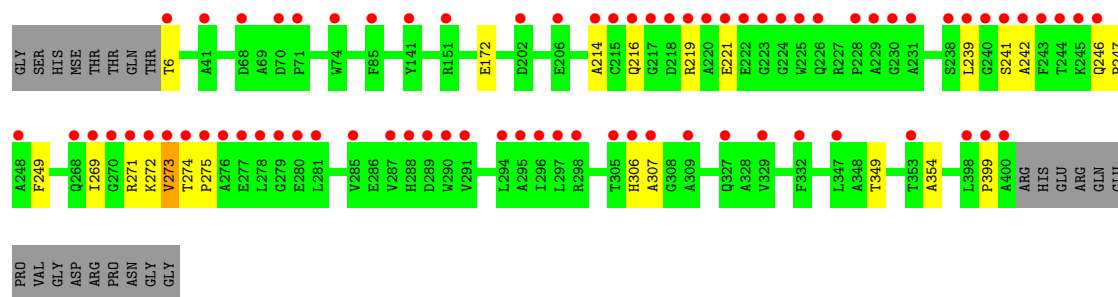 GLY SER HIS MSE THR THR GLN THR T6 A41 D68 A69 D70 P71 W74 F85 Y141 R151 E172 D202 E206 A214 C215 Q216 G217 D218 R219 A220 E221 E222 G223 G224 W225 Q226 R227 P228 A229 G230 A231 S238 L239 G240 S241 A242 F243 T244 K245 Q246 P247
A248 F249 Q268 I269 G270 R271 K272 V273 T274 P275 A276 E277 L278 G279 E280 L281 V285 E286 V287 H288 D289 W290 V291 L294 A295 I296 L297 R298 T305 H306 A307 G308 A309 Q327 A328 V329 F332 L347 A348 T349 T353 A354 L398 P399 A400 ARG HIS GLU ARG GLN GLU
PRO VAL GLY ASP ARG PRO ASN GLY GLY